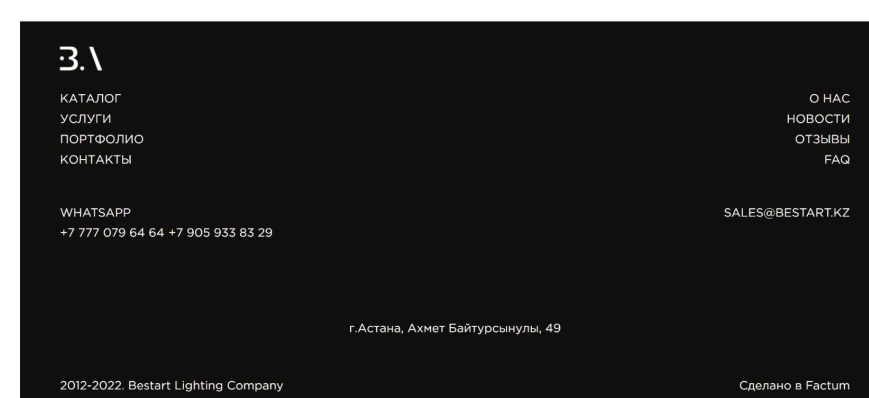 B.\
КАТАЛОГ
О НАС
УСЛУГИ
НОВОСТИ
ПОРТФОЛИО
ОТЗЫВЫ
КОНТАКТЫ
FAQ
WHATSAPP
SALES@BESTART.KZ
+7 777 079 64 64 +7 905 933 83 29
г.Астана, Ахмет Байтурсынулы, 49
2012-2022. Bestart Lighting Company
Сделано в Factum